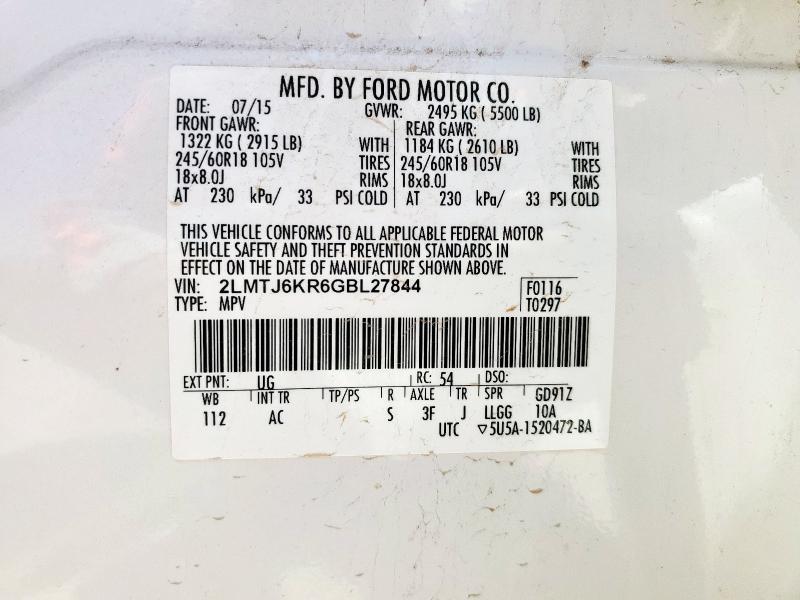 MFD. BY FORD MOTOR CO.
DATE: 07/15 GVWR: 2495 KG ( 5500 LB)
FRONT GAWR: REAR GAWR:
1322 KG ( 2915 LB) WITH 1184 KG ( 2610 LB) WITH
245/60R18 105V TIRES 245/60R18 105V TIRES
18x8.0J RIMS 18x8.0J RIMS
AT 230 kPa/ 33 PSI COLD AT 230 kPa/ 33 PSI COLD
THIS VEHICLE CONFORMS TO ALL APPLICABLE FEDERAL MOTOR
VEHICLE SAFETY AND THEFT PREVENTION STANDARDS IN
EFFECT ON THE DATE OF MANUFACTURE SHOWN ABOVE.
VIN: 2LMTJ6KR6GBL27844 F0116
TYPE: MPV T0297
EXT PNT: UG RC: 54 DSO:
WB INT TR TP/PS R AXLE TR SPR GD91Z
112 AC S 3F J LLGG 10A
UTC ▽5U5A-1520472-BA